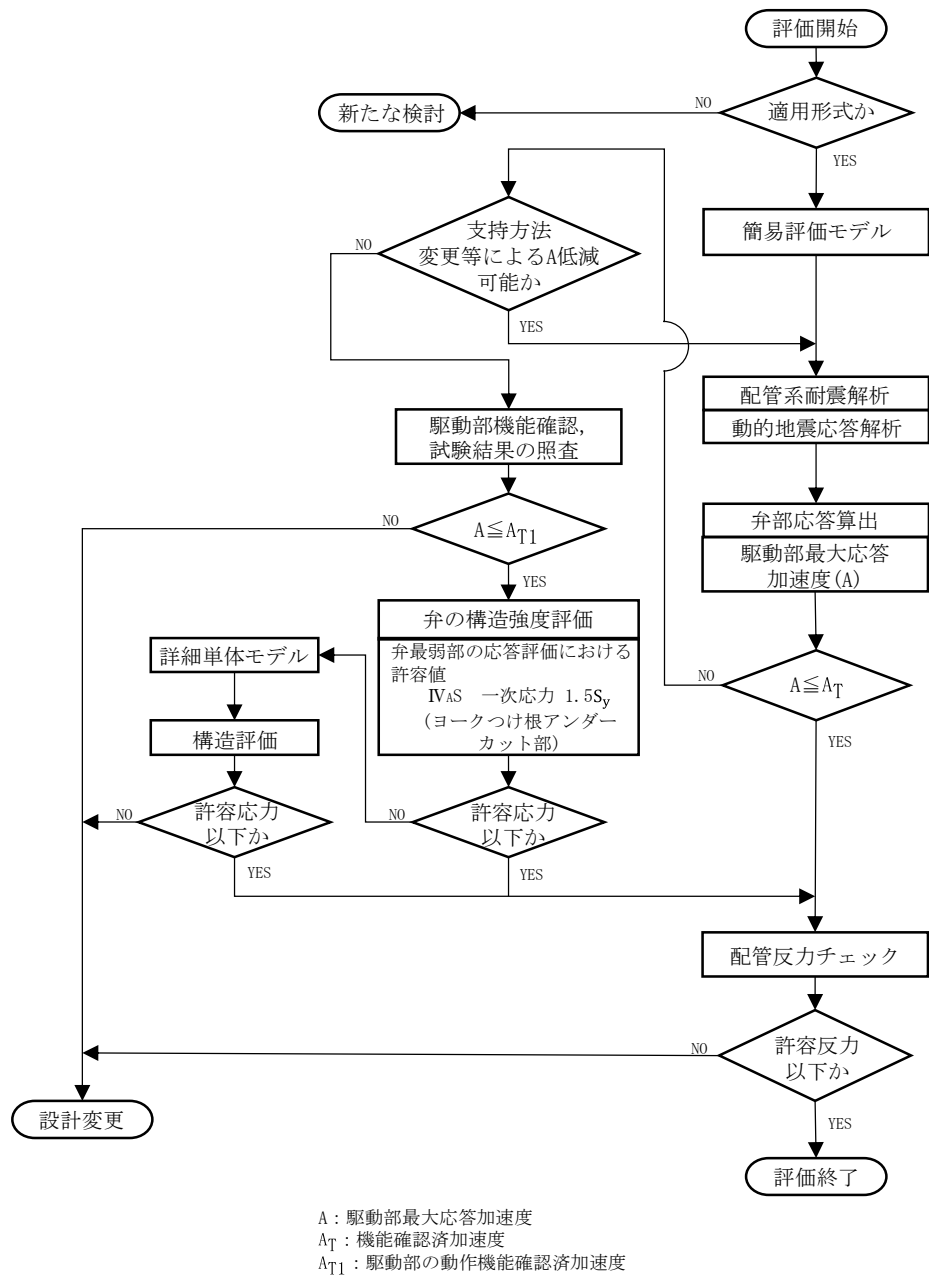 評価開始
適用形式か
NO
YES
新たな検討
簡易評価モデル
支持方法
変更等によるA低減
可能か
NO
YES
配管系耐震解析
動的地震応答解析
駆動部機能確認,
試験結果の照査
弁部応答算出
駆動部最大応答
加速度(A)
A≦AT1
NO
YES
弁の構造強度評価
弁最弱部の応答評価における
許容値
ⅣAS 一次応力 1.5Sy
(ヨークつけ根アンダー
カット部)
詳細単体モデル
構造評価
A≦AT
NO
YES
許容応力
以下か
NO
YES
許容応力
以下か
NO
YES
配管反力チェック
許容反力
以下か
NO
YES
設計変更
評価終了
A：駆動部最大応答加速度
AT：機能確認済加速度
AT1：駆動部の動作機能確認済加速度